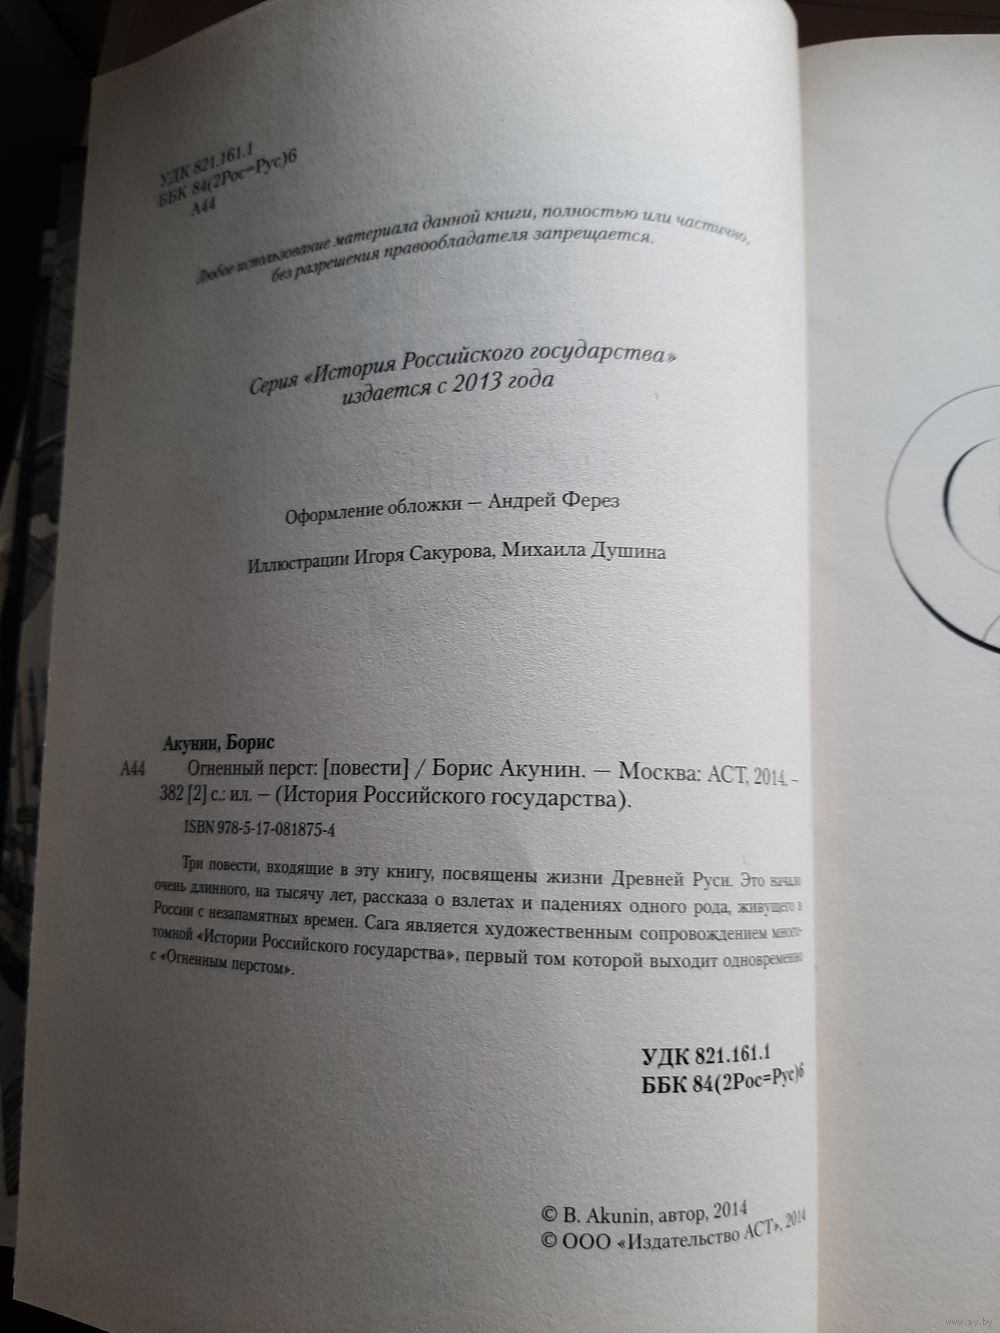 УДК 821.161.1
ББК 84(2Рос=Рус)6
А44
Любое использование материала данной книги, полностью или частично,
без разрешения правообладателя запрещается.
Серия «История Российского государства»
издается с 2013 года
Оформление обложки — Андрей Ферез
Иллюстрации Игоря Сакурова, Михаила Душина
Акунин, Борис
А44 Огненный перст: [повести] / Борис Акунин. — Москва: АСТ, 2014. –
382 [2] с.: ил. – (История Российского государства).
ISBN 978-5-17-081875-4
Три повести, входящие в эту книгу, посвящены жизни Древней Руси. Это начало
очень длинного, на тысячу лет, рассказа о взлетах и падениях одного рода, живущего в
России с незапамятных времен. Сага является художественным сопровождением много-
томной «Истории Российского государства», первый том которой выходит одновременно
с «Огненным перстом».
УДК 821.161.1
ББК 84(2Рос=Рус)6
© B. Akunin, автор, 2014
© ООО «Издательство АСТ», 2014
www.ay.by